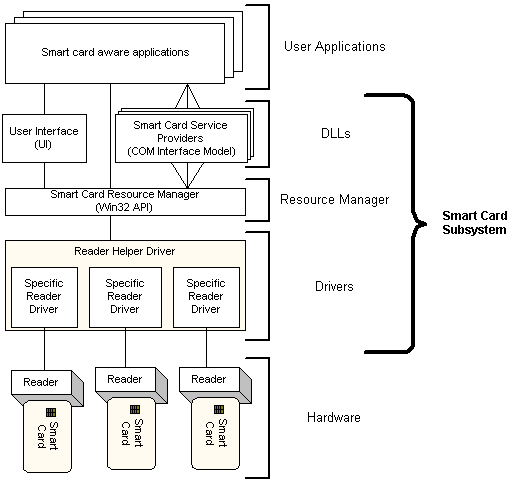 Smart card aware applications
User Applications
User Interface
(UI)
Smart Card Service
Providers
(COM Interface Model)
DLLs
Smart Card Resource Manager
(Win32 API)
Resource Manager
Smart Card
Subsystem
Reader Helper Driver
Specific
Reader
Driver
Specific
Reader
Driver
Specific
Reader
Driver
Drivers
Reader
Reader
Reader
Smart
Card
Smart
Card
Smart
Card
Hardware